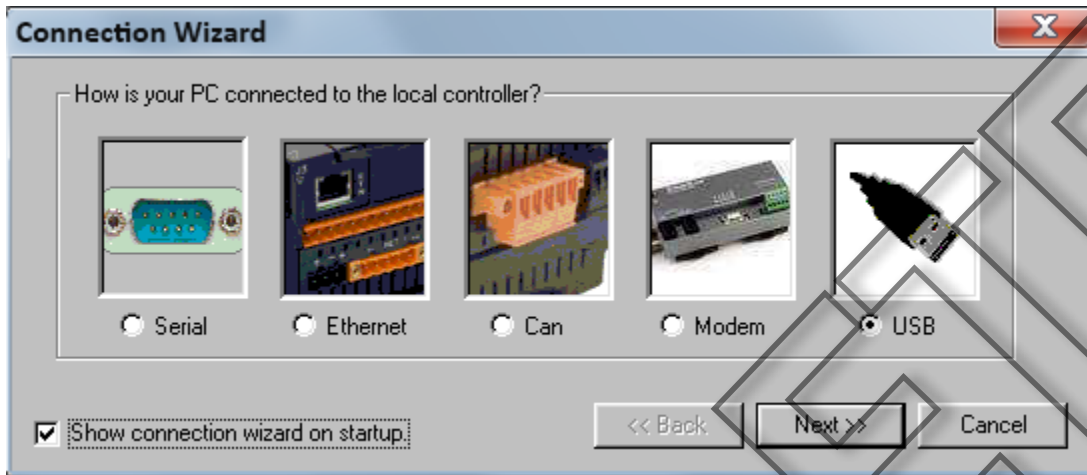 Connection Wizard
How is your PC connected to the local controller?
Serial Ethernet Can Modem USB
Show connection wizard on startup.
<< Back Next >> Cancel